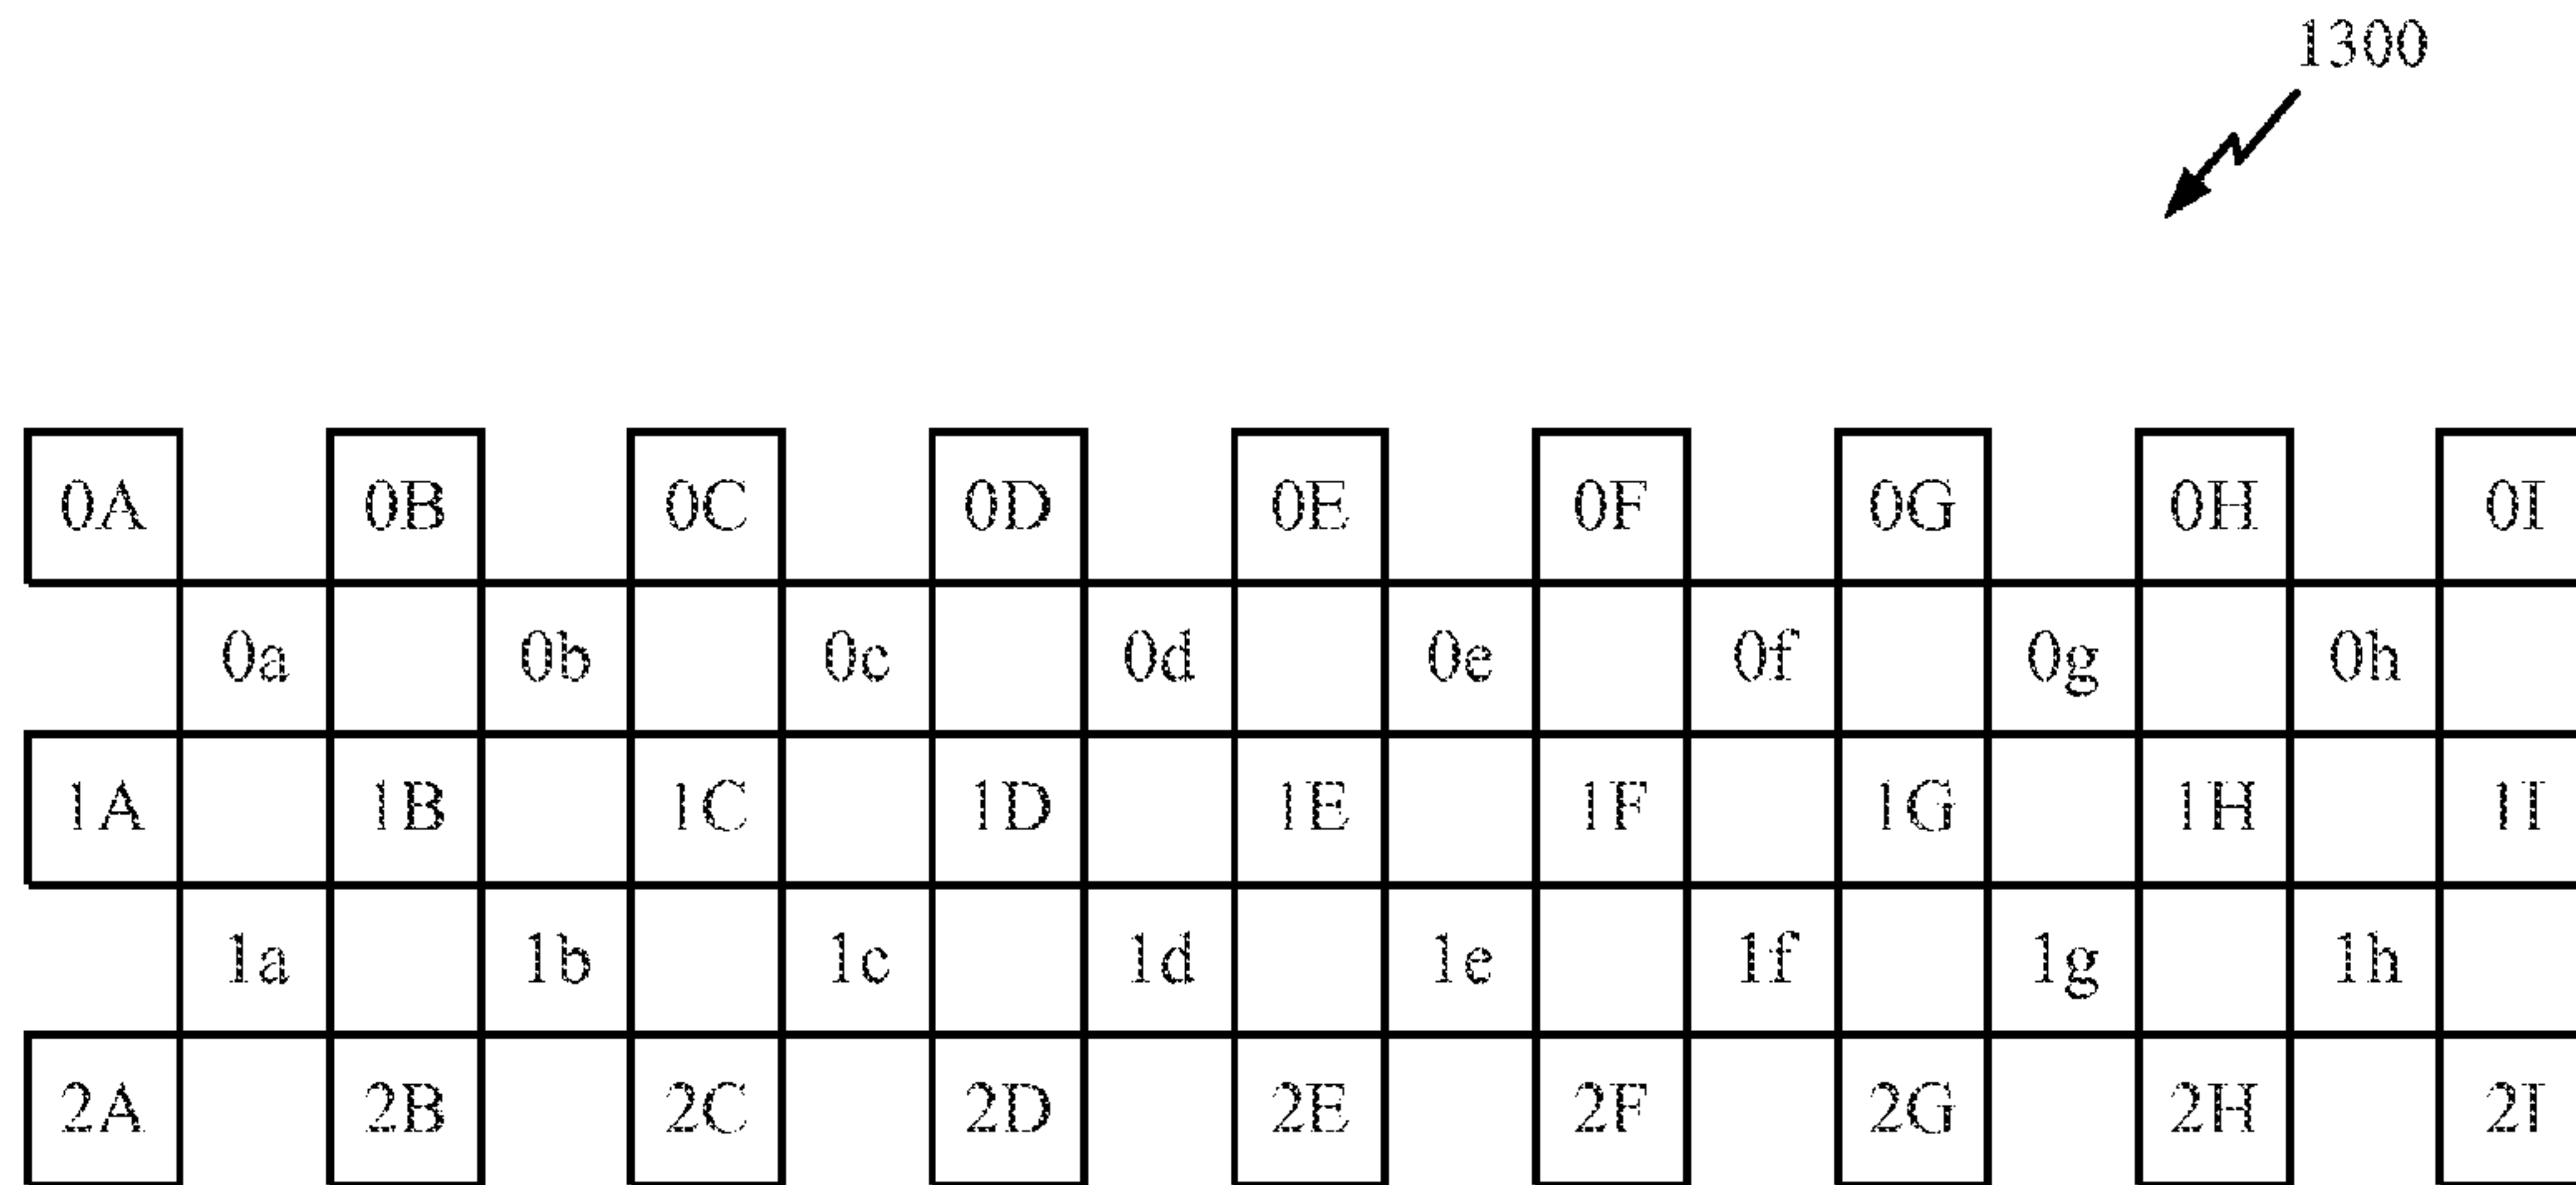 1300
0A 0B 0C 0D 0E 0F 0G 0H 0I
0a 0b 0c 0d 0e 0f 0g 0h
1A 1B 1C 1D 1E 1F 1G 1H 1I
1a 1b 1c 1d 1e 1f 1g 1h
2A 2B 2C 2D 2E 2F 2G 2H 2I